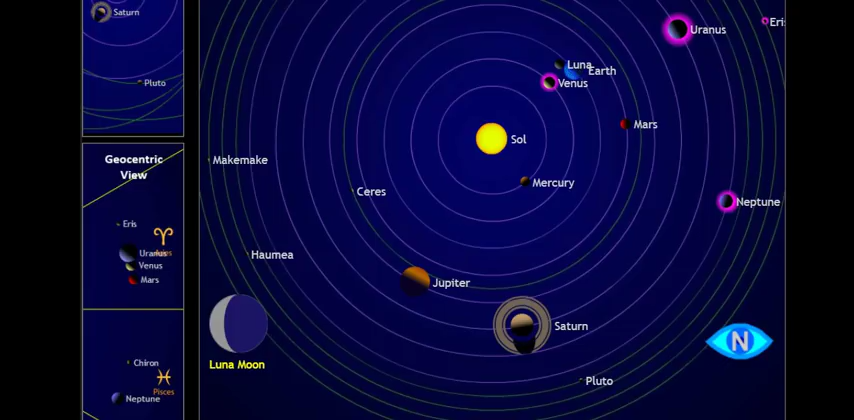 Saturn
Pluto
Geocentric
View
Eris
Uranus
Aries
Venus
Mars
Chiron
Pisces
Neptune
Uranus
Luna
Earth
Venus
Sol
Mars
Makemake
Mercury
Ceres
Neptune
Haumea
Jupiter
Saturn
Luna Moon
N
Pluto